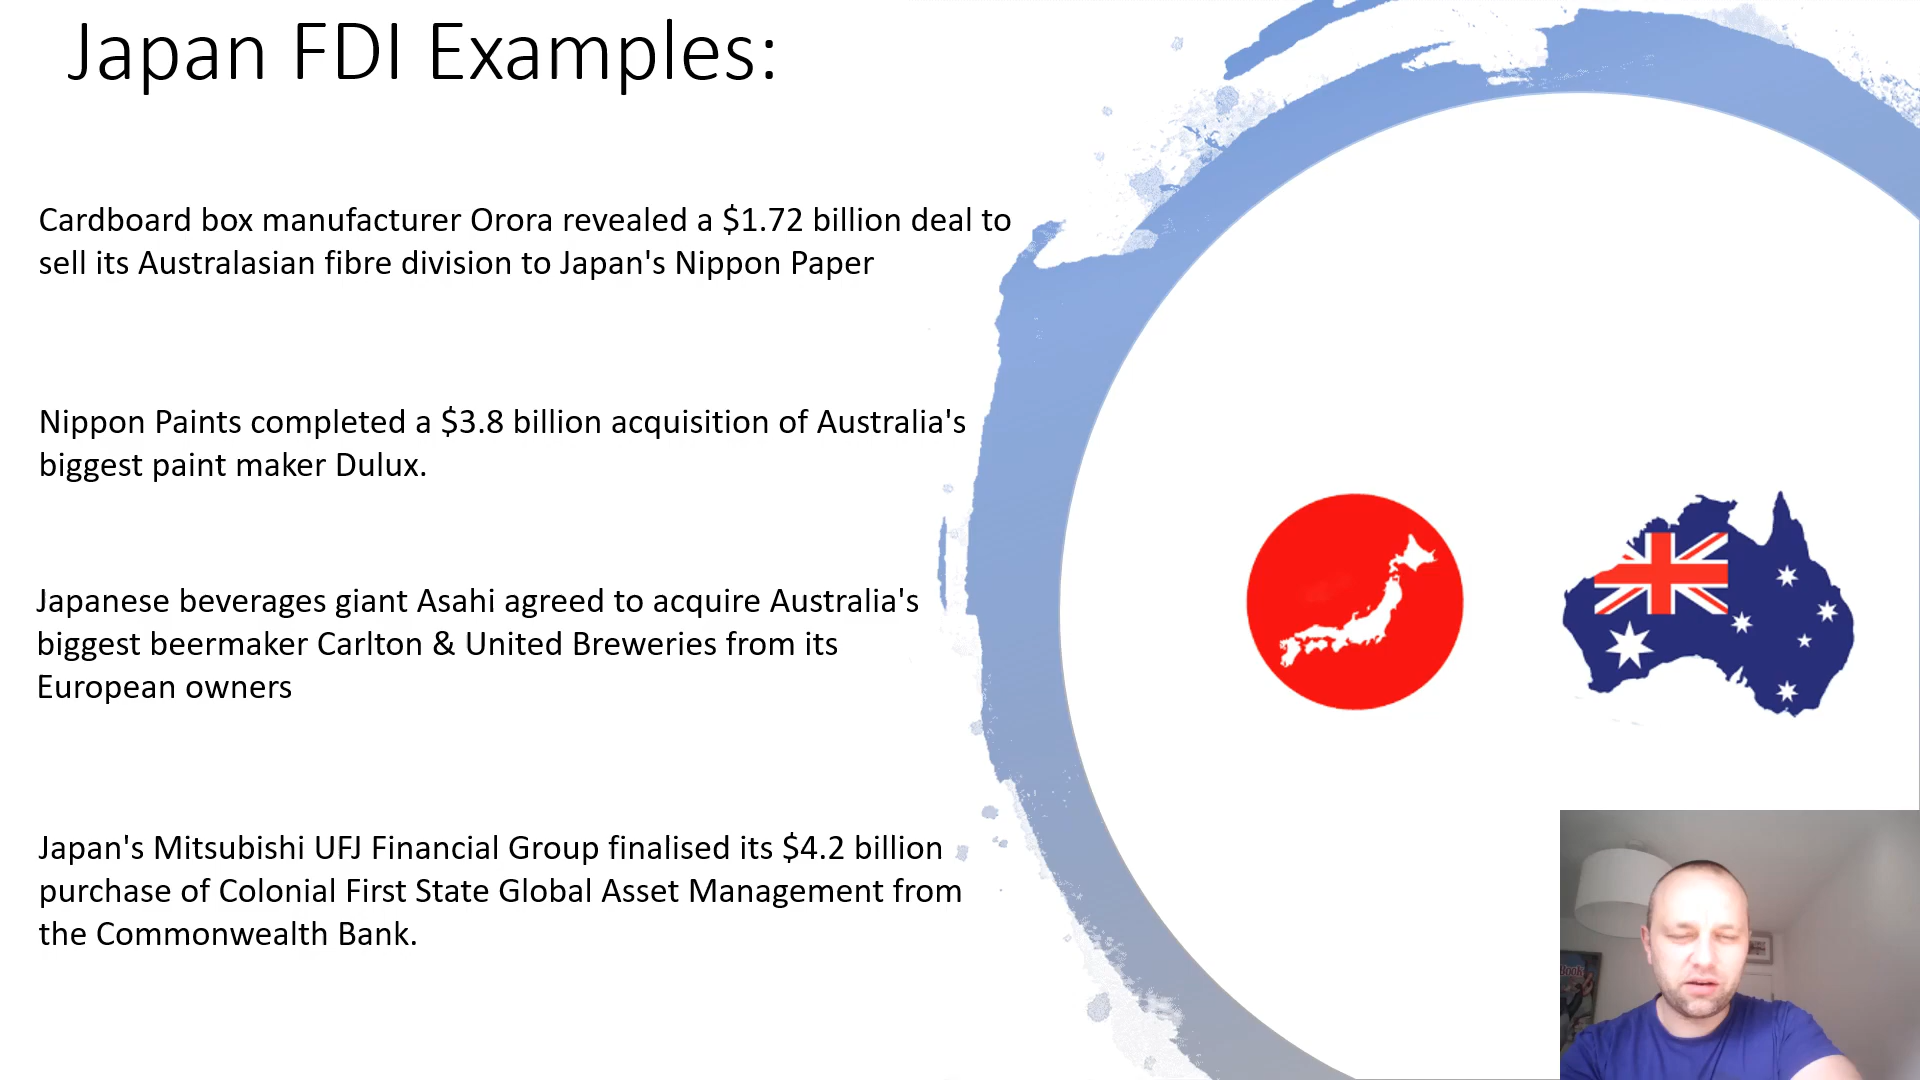 Japan FDI Examples:
Cardboard box manufacturer Orora revealed a $1.72 billion deal to
sell its Australasian fibre division to Japan's Nippon Paper
Nippon Paints completed a $3.8 billion acquisition of Australia's
biggest paint maker Dulux.
Japanese beverages giant Asahi agreed to acquire Australia's
biggest beermaker Carlton & United Breweries from its
European owners
Japan's Mitsubishi UFJ Financial Group finalised its $4.2 billion
purchase of Colonial First State Global Asset Management from
the Commonwealth Bank.